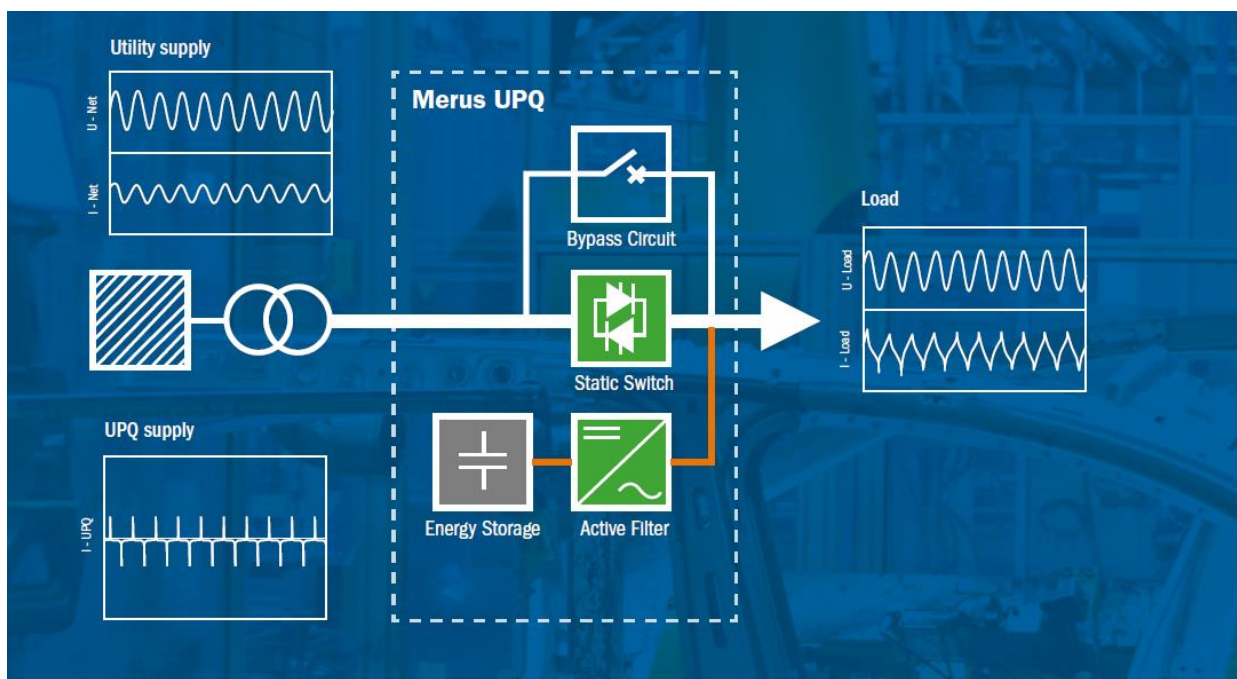 Utility supply
U - Net
I - Net
Merus UPQ
Bypass Circuit
Static Switch
Energy Storage
Active Filter
Load
U - Load
I - Load
UPQ supply
I - UPQ